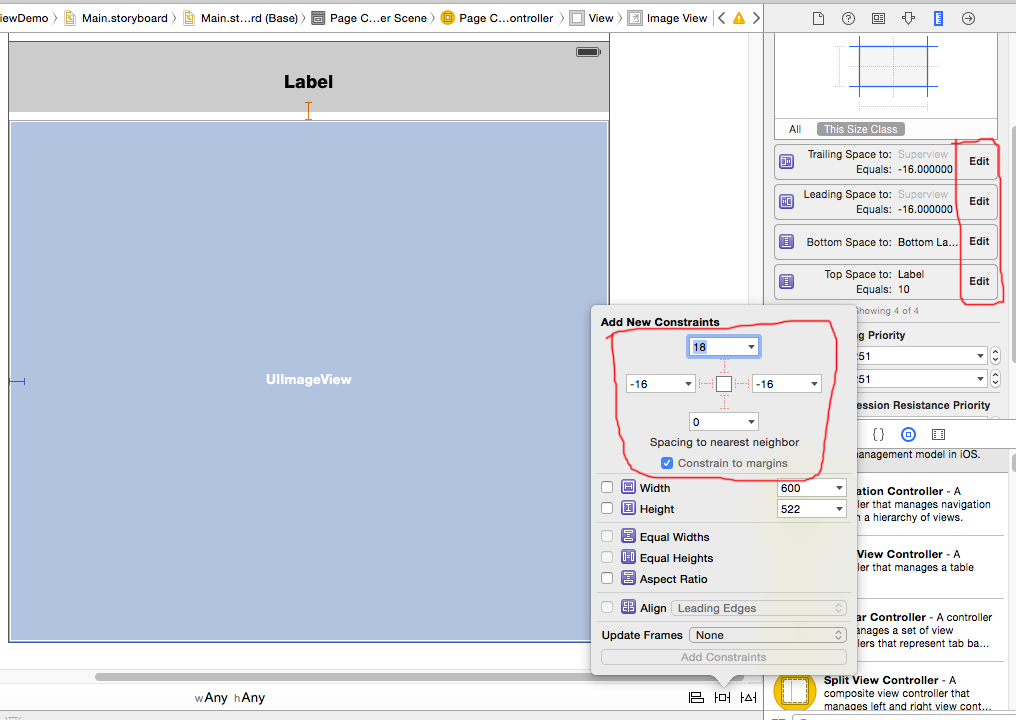 iewDemo Main.storyboard Main.st...rd (Base) Page C...er Scene Page C...ontroller View Image View
Label
UIImageView
wAny hAny
All This Size Class
Trailing Space to: Superview
Equals: -16.000000
Edit
Leading Space to: Superview
Equals: -16.000000
Edit
Bottom Space to: Bottom La...
Edit
Top Space to: Label
Equals: 10
Edit
Showing 4 of 4
g Priority
251
51
ession Resistance Priority
Add New Constraints
18
-16 -16
0
Spacing to nearest neighbor
Constrain to margins
Width 600
Height 522
Equal Widths
Equal Heights
Aspect Ratio
Align Leading Edges
Update Frames None
Add Constraints
{}
anagement model in iOS.
ation Controller - A
ler that manages navigation
h a hierarchy of views.
View Controller - A
ler that manages a table
ar Controller - A controller
anages a set of view
llers that represent tab ba...
Split View Controller - A
composite view controller that
manages left and right view cont...